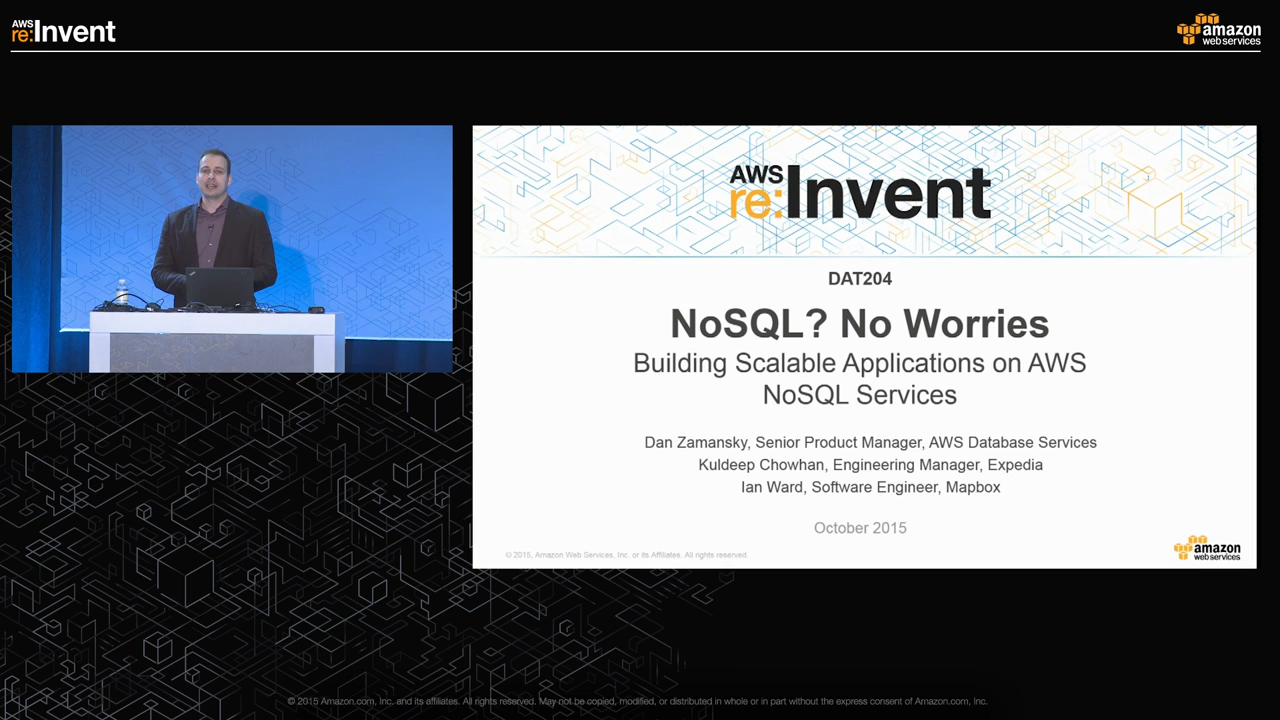 AWS
re:Invent
amazon
web services
AWS
re:Invent
DAT204
NoSQL? No Worries
Building Scalable Applications on AWS
NoSQL Services
Dan Zamansky, Senior Product Manager, AWS Database Services
Kuldeep Chowhan, Engineering Manager, Expedia
Ian Ward, Software Engineer, Mapbox
October 2015
© 2015, Amazon Web Services, Inc. or its Affiliates. All rights reserved.
amazon
web services
© 2015 Amazon.com, Inc. and its affiliates. All rights reserved. May not be copied, modified, or distributed in whole or in part without the express consent of Amazon.com, Inc.